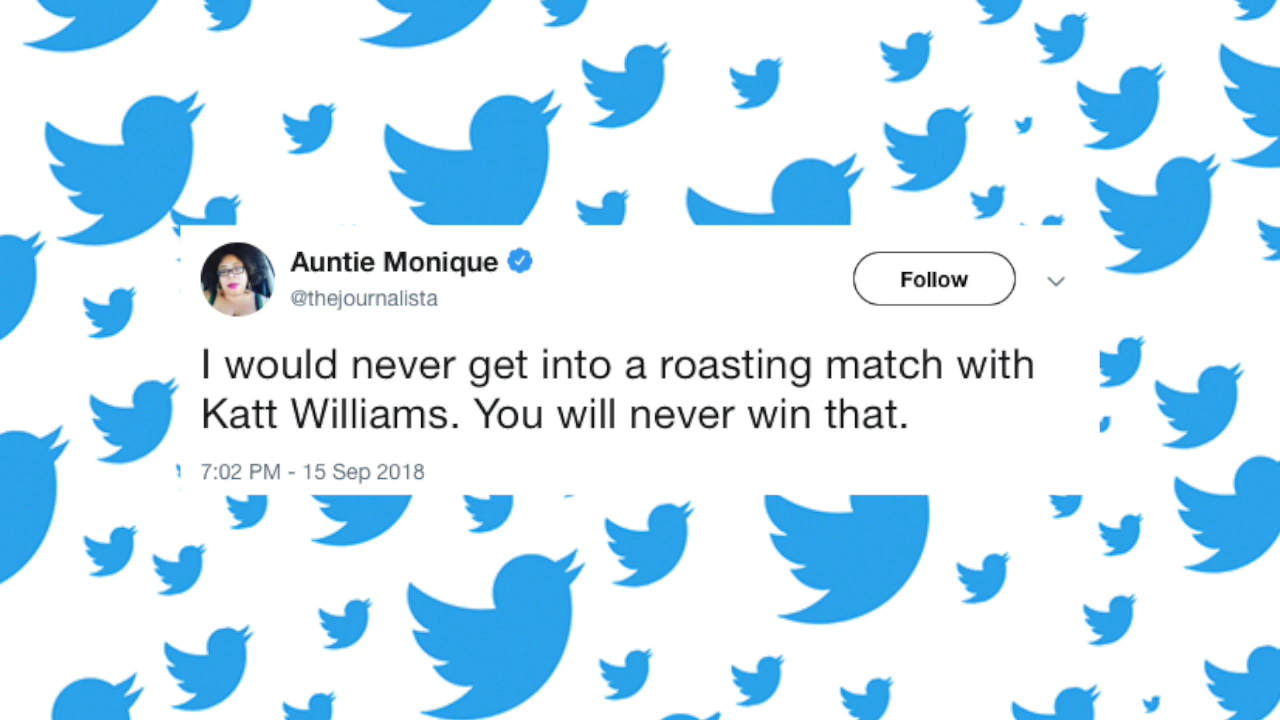 Auntie Monique
@thejournalista
Follow
I would never get into a roasting match with
Katt Williams. You will never win that.
7:02 PM - 15 Sep 2018